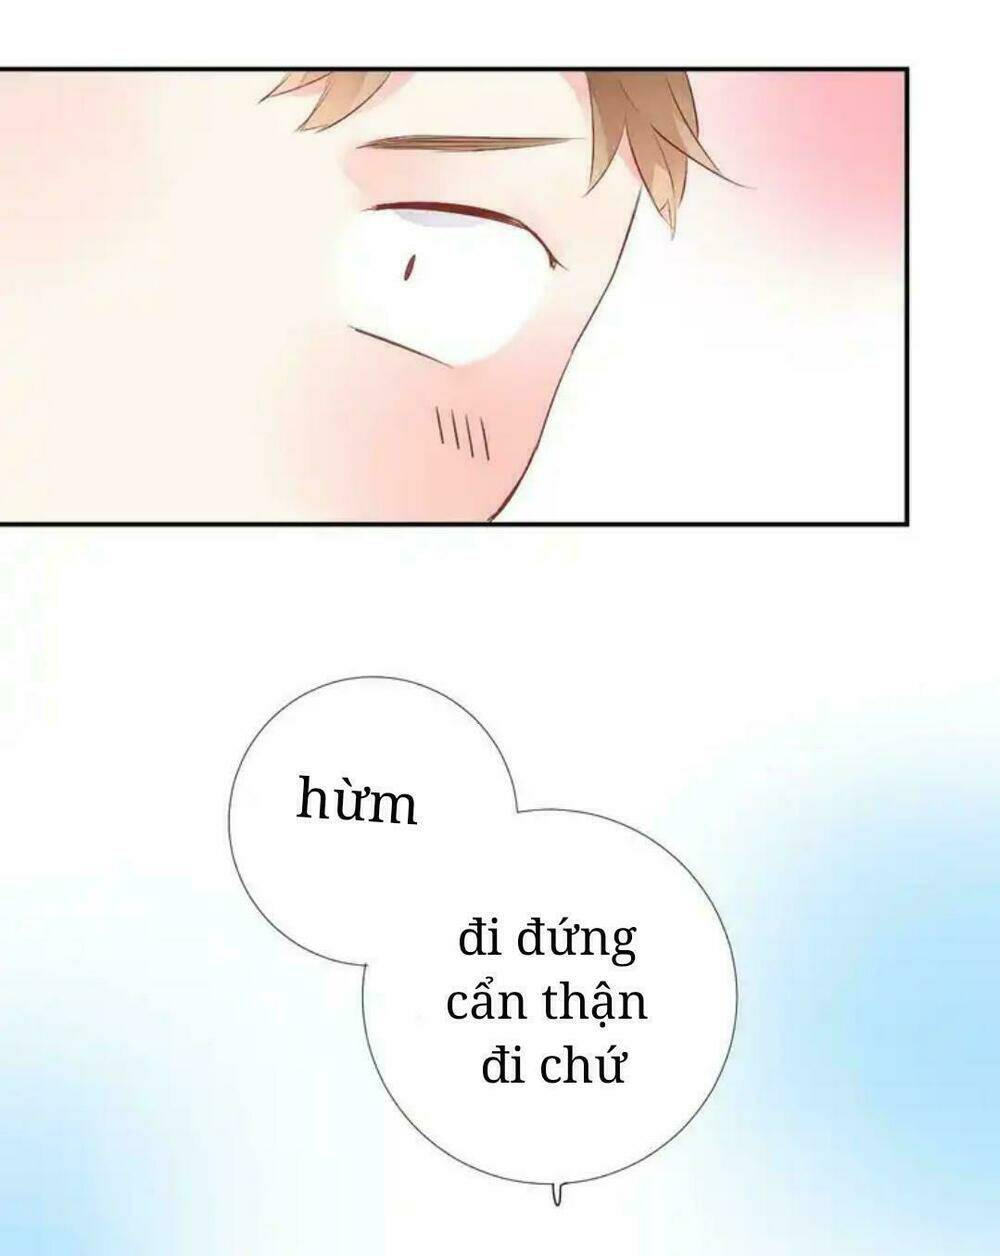 hừm
đi đứng
cẩn thận
đi chứ